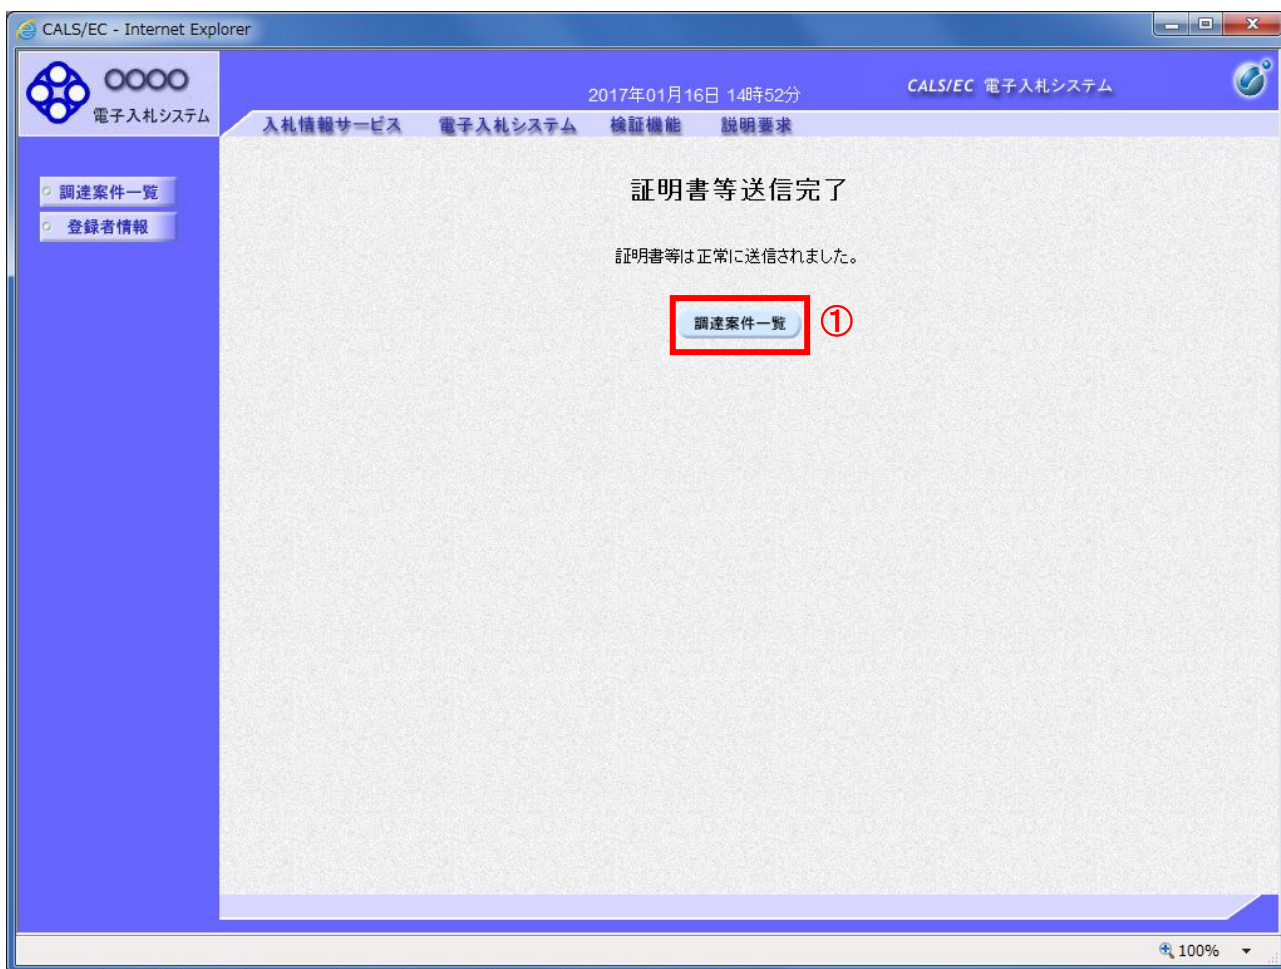 CALS/EC - Internet Explorer
〇〇〇〇
電子入札システム
2017年01月16日 14時52分
CALS/EC 電子入札システム
入札情報サービス 電子入札システム 検証機能 説明要求
調達案件一覧
登録者情報
証明書等送信完了
証明書等は正常に送信されました。
調達案件一覧 ①
100%